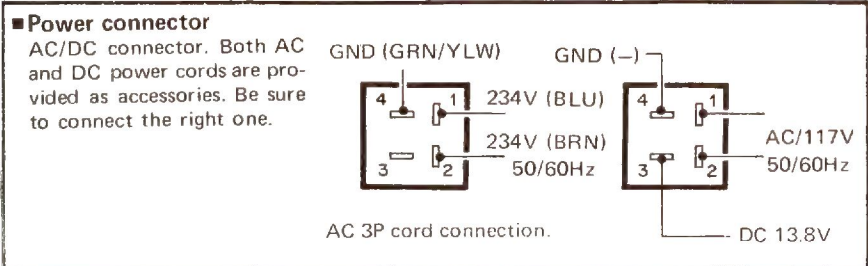 ■Power connector
AC/DC connector. Both AC
and DC power cords are pro-
vided as accessories. Be sure
to connect the right one.
GND (GRN/YLW)
4
1
234V (BLU)
3
2
234V (BRN)
50/60Hz
AC 3P cord connection.
GND (–)
4
1
3
2
AC/117V
50/60Hz
DC 13.8V